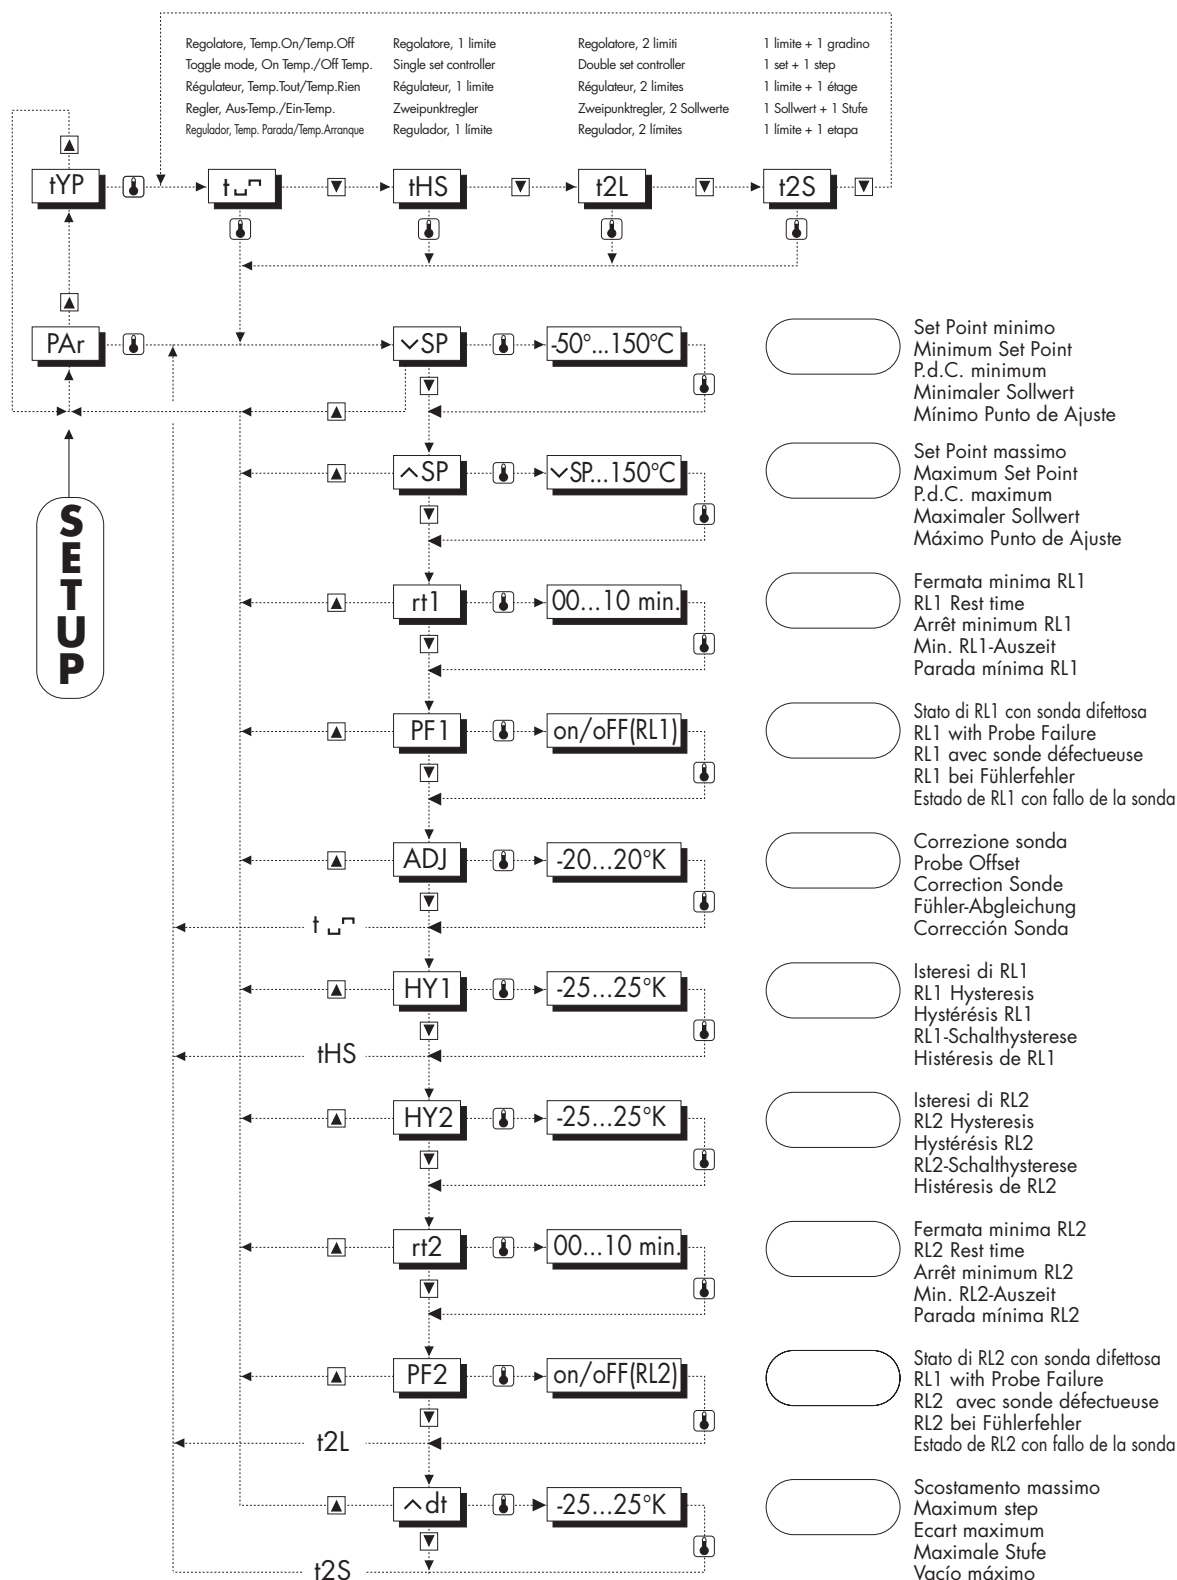 Regolatore, Temp.On/Temp.Off
Toggle mode, On Temp./Off Temp.
Régulateur, Temp.Tout/Temp.Rien
Regler, Aus-Temp./Ein-Temp.
Regulador, Temp. Parada/Temp.Arranque
Regolatore, 1 limite
Single set controller
Régulateur, 1 limite
Zweipunktregler
Regulador, 1 límite
Regolatore, 2 limiti
Double set controller
Régulateur, 2 limites
Zweipunktregler, 2 Sollwerte
Regulador, 2 límites
1 limite + 1 gradino
1 set + 1 step
1 limite + 1 étage
1 Sollwert + 1 Stufe
1 límite + 1 etapa
tYP
t
tHS
t2L
t2S
PAr
SP
-50°...150°C
Set Point minimo
Minimum Set Point
P.d.C. minimum
Minimaler Sollwert
Mínimo Punto de Ajuste
SETUP
SP
SP...150°C
Set Point massimo
Maximum Set Point
P.d.C. maximum
Maximaler Sollwert
Máximo Punto de Ajuste
rt1
00...10 min.
Fermata minima RL1
RL1 Rest time
Arrêt minimum RL1
Min. RL1-Auszeit
Parada mínima RL1
PF1
on/oFF(RL1)
Stato di RL1 con sonda difettosa
RL1 with Probe Failure
RL1 avec sonde défectueuse
RL1 bei Fühlerfehler
Estado de RL1 con fallo de la sonda
ADJ
-20...20°K
Correzione sonda
Probe Offset
Correction Sonde
Fühler-Abgleichung
Corrección Sonda
t
HY1
-25...25°K
Isteresi di RL1
RL1 Hysteresis
Hystérésis RL1
RL1-Schalthysterese
Histéresis de RL1
tHS
HY2
-25...25°K
Isteresi di RL2
RL2 Hysteresis
Hystérésis RL2
RL2-Schalthysterese
Histéresis de RL2
rt2
00...10 min.
Fermata minima RL2
RL2 Rest time
Arrêt minimum RL2
Min. RL2-Auszeit
Parada mínima RL2
PF2
on/oFF(RL2)
Stato di RL2 con sonda difettosa
RL1 with Probe Failure
RL2 avec sonde défectueuse
RL2 bei Fühlerfehler
Estado de RL2 con fallo de la sonda
t2L
dt
-25...25°K
Scostamento massimo
Maximum step
Ecart maximum
Maximale Stufe
Vacío máximo
t2S